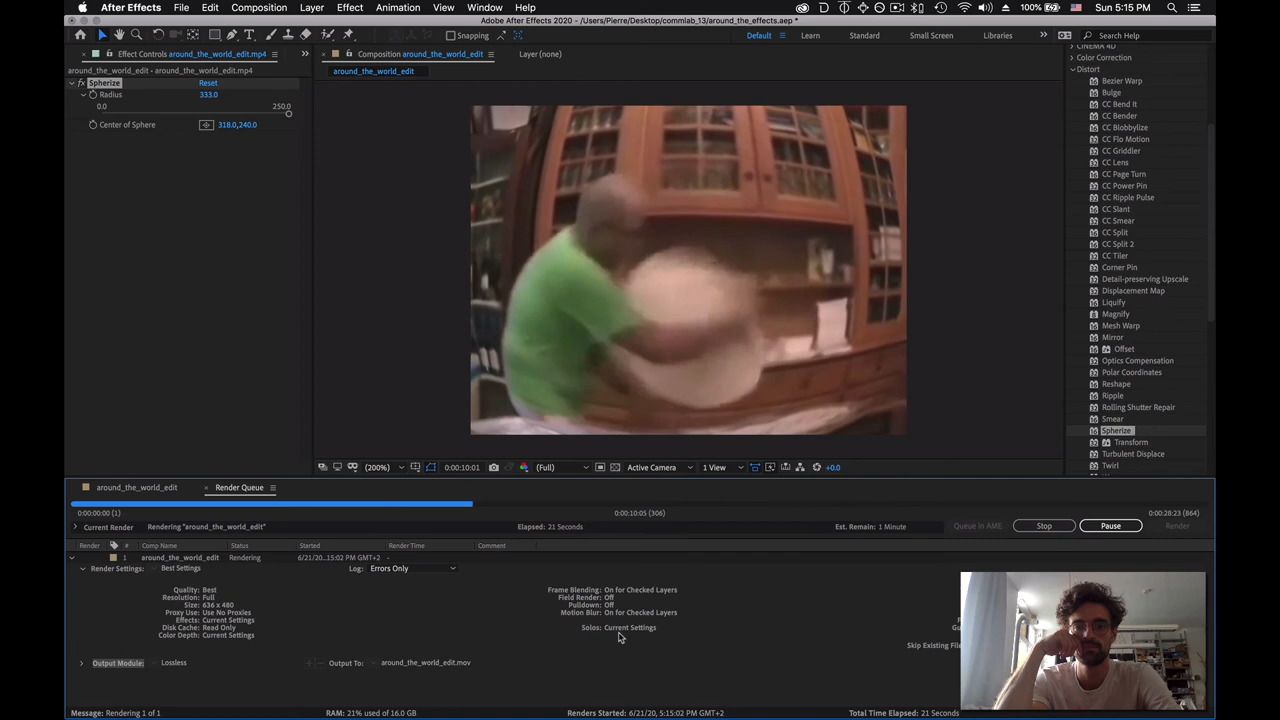 After Effects File Edit Composition Layer Effect Animation View Window Help 100% Sun 5:15 PM
Adobe After Effects 2020 - /Users/Pierre/Desktop/commlab_13/around_the_effects.aep *
Snapping Default Learn Standard Small Screen Libraries Search Help
Effect Controls around_the_world_edit.mp4 Composition around_the_world_edit Layer (none)
around_the_world_edit • around_the_world_edit.mp4 around_the_world_edit
fx Spherize Reset
Radius 333.0
0.0 250.0
Center of Sphere 318.0,240.0
CINEMA 4D
Color Correction
Distort
Bezier Warp
Bulge
CC Bend It
CC Bender
CC Blobbylize
CC Flo Motion
CC Griddler
CC Lens
CC Page Turn
CC Power Pin
CC Ripple Pulse
CC Slant
CC Smear
CC Split
CC Split 2
CC Tiler
Corner Pin
Detail-preserving Upscale
Displacement Map
Liquify
Magnify
Mesh Warp
Mirror
Offset
Optics Compensation
Polar Coordinates
Reshape
Ripple
Rolling Shutter Repair
Smear
Spherize
Transform
Turbulent Displace
Twirl
(200%) 0:00:10:01 (Full) Active Camera 1 View +0.0
around_the_world_edit Render Queue
0:00:00:00 (1) 0:00:10:05 (306) 0:00:28:23 (864)
Current Render Rendering "around_the_world_edit" Elapsed: 21 Seconds Est. Remain: 1 Minute Queue in AME Stop Pause Render
Render # Comp Name Status Started Render Time Comment
1 around_the_world_edit Rendering 6/21/20...15:02 PM GMT+2 -
Render Settings: Best Settings Log: Errors Only
Quality: Best
Resolution: Full
Size: 636 x 480
Proxy Use: Use No Proxies
Effects: Current Settings
Disk Cache: Read Only
Color Depth: Current Settings
Frame Blending: On for Checked Layers
Field Render: Off
Pulldown: Off
Motion Blur: On for Checked Layers
Solos: Current Settings
Skip Existing File
Output Module: Lossless Output To: around_the_world_edit.mov
Message: Rendering 1 of 1 RAM: 21% used of 16.0 GB Renders Started: 6/21/20, 5:15:02 PM GMT+2 Total Time Elapsed: 21 Seconds